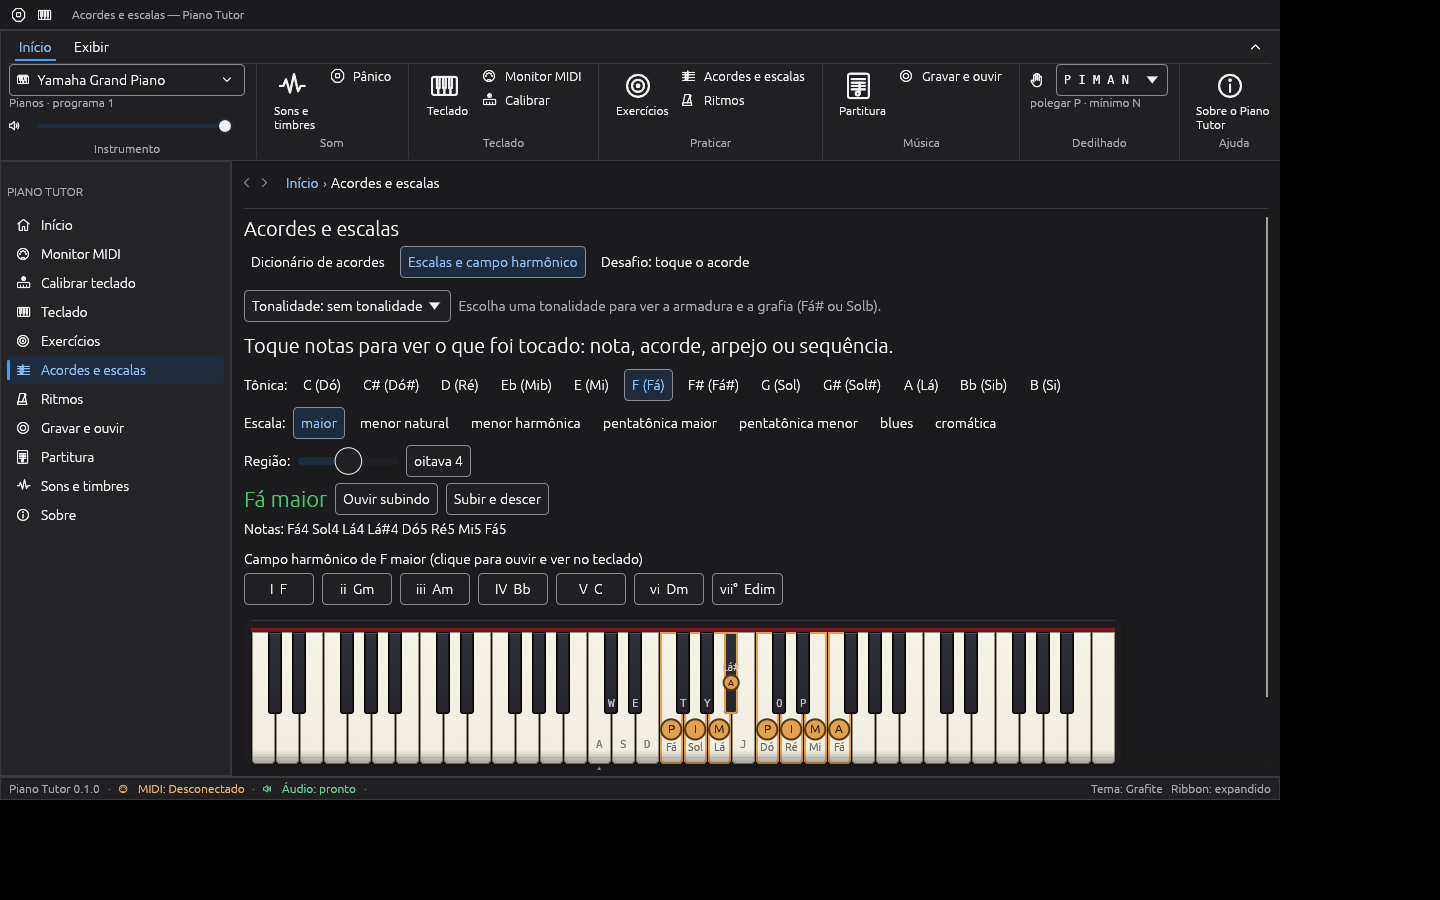 Acordes e escalas — Piano Tutor
Início Exibir
Yamaha Grand Piano
Pianos · programa 1
Instrumento
Sons e timbres
Pânico
Som
Teclado
Monitor MIDI
Calibrar
Teclado
Exercícios
Acordes e escalas
Ritmos
Praticar
Partitura
Gravar e ouvir
Música
P I M A N
polegar P · mínimo N
Dedilhado
Sobre o Piano Tutor
Ajuda
PIANO TUTOR
Início
Monitor MIDI
Calibrar teclado
Teclado
Exercícios
Acordes e escalas
Ritmos
Gravar e ouvir
Partitura
Sons e timbres
Sobre
Início › Acordes e escalas
Acordes e escalas
Dicionário de acordes Escalas e campo harmônico Desafio: toque o acorde
Tonalidade: sem tonalidade Escolha uma tonalidade para ver a armadura e a grafia (Fá# ou Solb).
Toque notas para ver o que foi tocado: nota, acorde, arpejo ou sequência.
Tônica: C (Dó) C# (Dó#) D (Ré) Eb (Mib) E (Mi) F (Fá) F# (Fá#) G (Sol) G# (Sol#) A (Lá) Bb (Sib) B (Si)
Escala: maior menor natural menor harmônica pentatônica maior pentatônica menor blues cromática
Região: oitava 4
Fá maior Ouvir subindo Subir e descer
Notas: Fá4 Sol4 Lá4 Lá#4 Dó5 Ré5 Mi5 Fá5
Campo harmônico de F maior (clique para ouvir e ver no teclado)
I F ii Gm iii Am IV Bb V C vi Dm vii° Edim
Lá#
A
W E T Y O P
P I M P I M A
A S D Fá Sol Lá J Dó Ré Mi Fá
Piano Tutor 0.1.0 · MIDI: Desconectado · Áudio: pronto · Tema: Grafite Ribbon: expandido